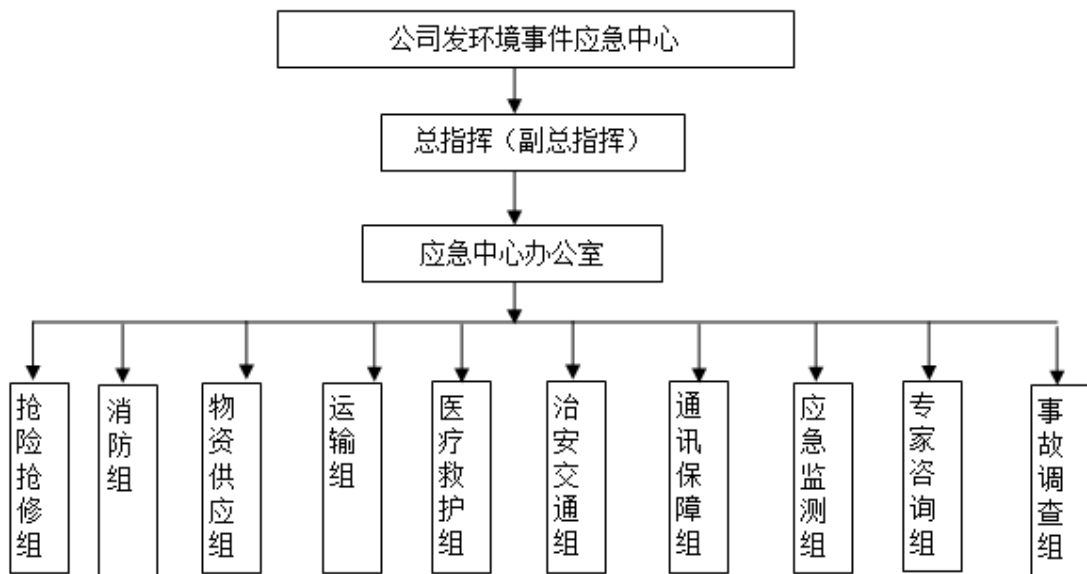 公司发环境事件应急中心
总指挥（副总指挥）
应急中心办公室
抢险抢修组
消防组
物资供应组
运输组
医疗救护组
治安交通组
通讯保障组
应急监测组
专家咨询组
事故调查组